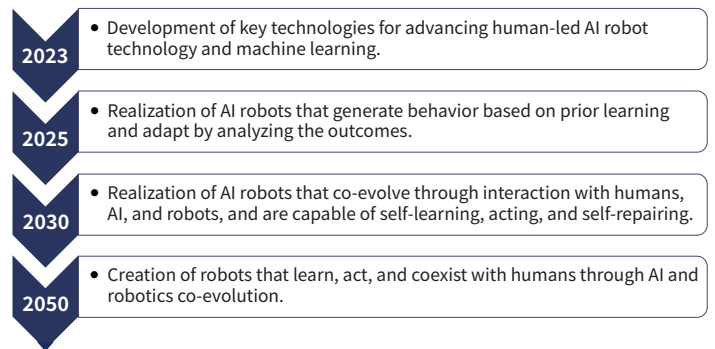 2023
• Development of key technologies for advancing human-led AI robot
technology and machine learning.
2025
• Realization of AI robots that generate behavior based on prior learning
and adapt by analyzing the outcomes.
2030
• Realization of AI robots that co-evolve through interaction with humans,
AI, and robots, and are capable of self-learning, acting, and self-repairing.
2050
• Creation of robots that learn, act, and coexist with humans through AI and
robotics co-evolution.